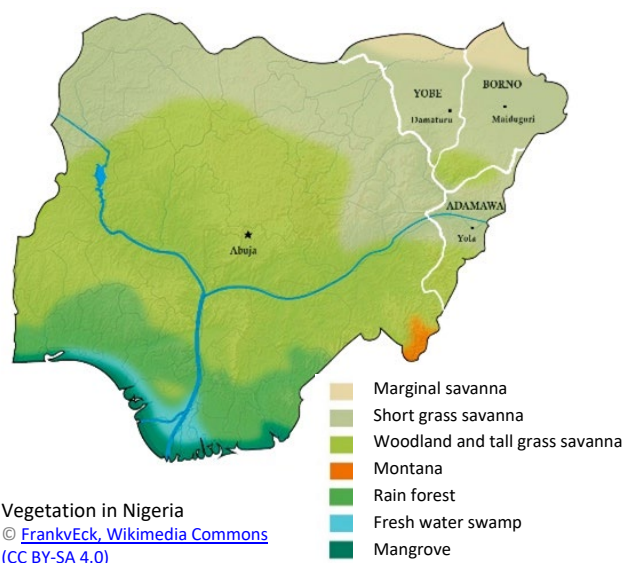 YOBE
BORNO
Damaturu
Maiduguri
ADAMAWA
Yola
Abuja
Marginal savanna
Short grass savanna
Woodland and tall grass savanna
Montana
Rain forest
Fresh water swamp
Mangrove
Vegetation in Nigeria
© FrankvEck, Wikimedia Commons
(CC BY-SA 4.0)